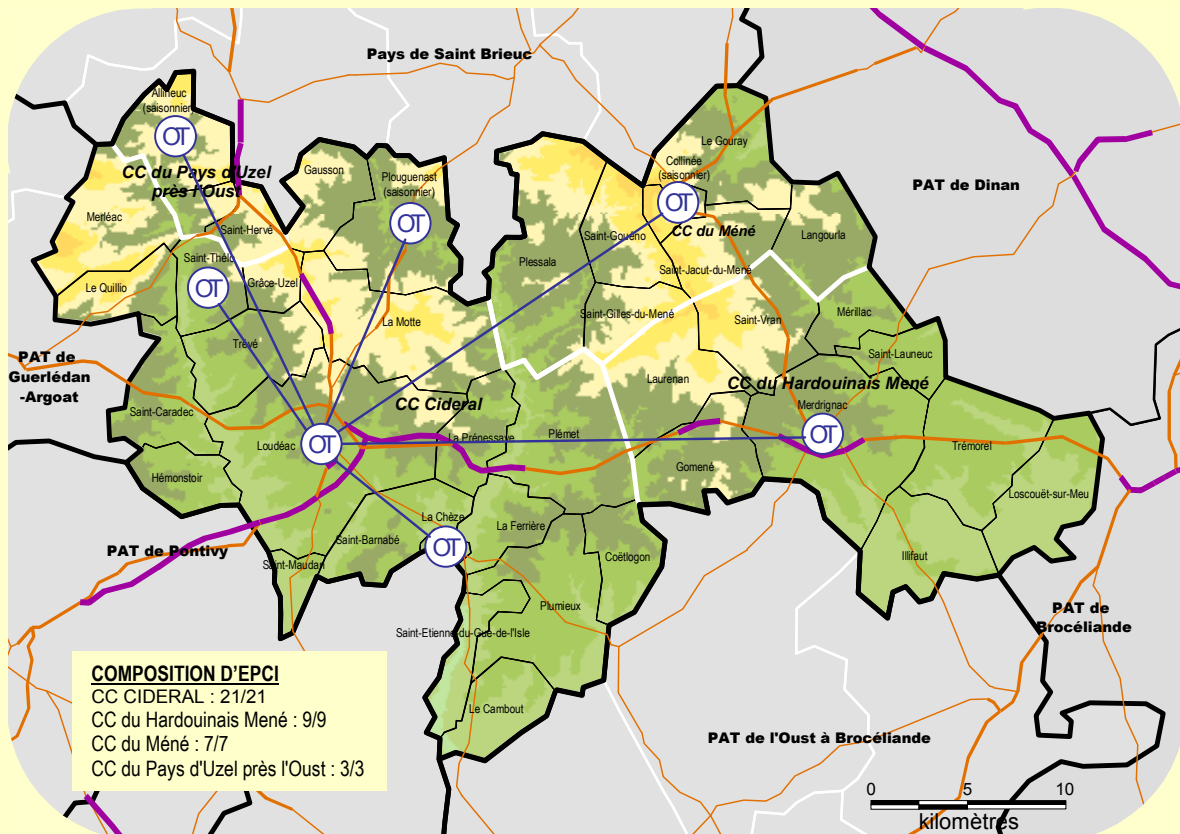 Pays de Saint Brieuc
Allineuc
(saisonnier)
OT
CC du Pays d'Uzel
près l'Oust
Gausson
Plouguenast
(saisonnier)
OT
Le Gouray
Collinée
(saisonnier)
OT
CC du Mené
PAT de Dinan
Merléac
Saint-Hervé
Saint-Thélo
OT
Le Quillio
Grâce-Uzel
Plessala
Saint-Gouéno
Langourla
Saint-Jacut-du-Mené
La Motte
Saint-Gilles-du-Mené
Saint-Vran
Mérillac
Trévé
Saint-Launeuc
PAT de
Guerlédan
-Argoat
Laurenan
CC du Hardouinais Mené
CC Cideral
Saint-Caradec
Merdrignac
OT
Loudéac
OT
La Prénessaye
Plémet
Trémorel
Hémonstoir
Gomené
Loscouët-sur-Meu
La Chèze
OT
La Ferrière
Saint-Barnabé
PAT de Pontivy
Coëtlogon
Illifaut
Saint-Maudan
Plumieux
PAT de
Brocéliande
Saint-Etienne-du-Gué-de-l'Isle
Le Cambout
PAT de l'Oust à Brocéliande
COMPOSITION D'EPCI
CC CIDERAL : 21/21
CC du Hardouinais Mené : 9/9
CC du Méné : 7/7
CC du Pays d'Uzel près l'Oust : 3/3
0 5 10
kilomètres